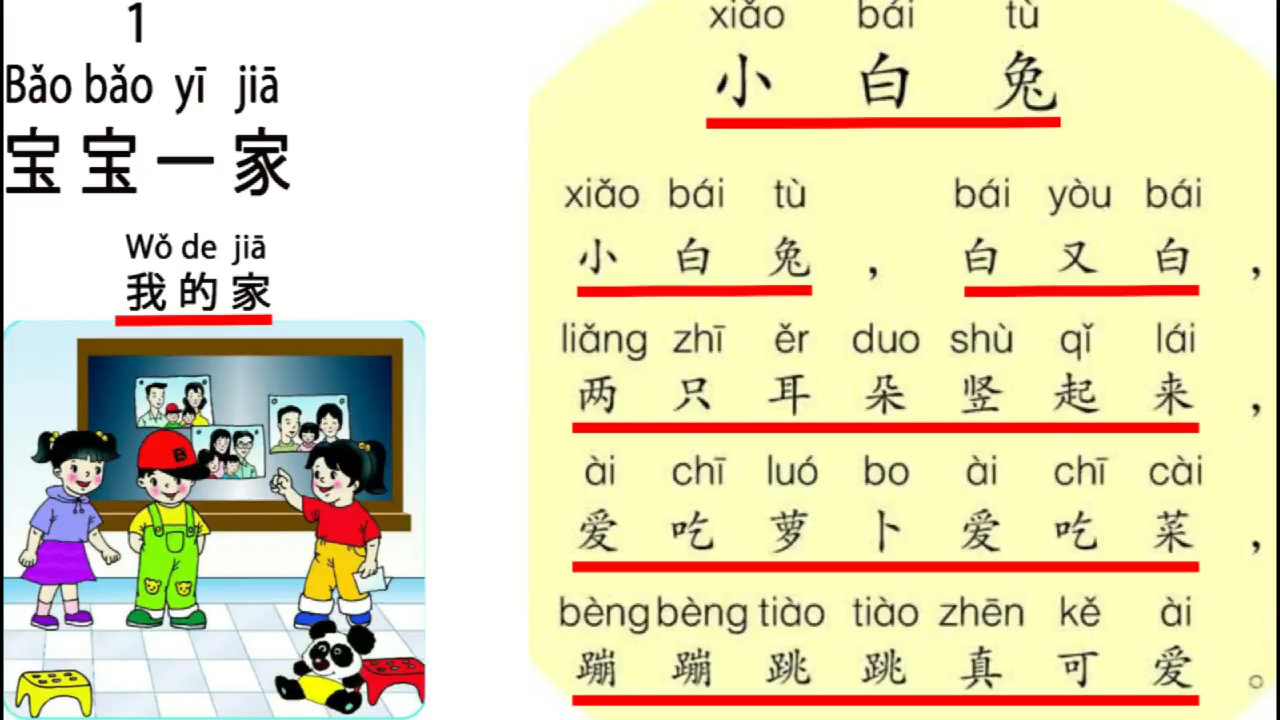 1
Bǎo bǎo yī jiā
宝宝一家
Wǒ de jiā
我的家
xiǎo bái tù
小白兔
xiǎo bái tù bái yòu bái
小白兔，白又白，
liǎng zhī ěr duo shù qǐ lái
两只耳朵竖起来，
ài chī luó bo ài chī cài
爱吃萝卜爱吃菜，
bèng bèng tiào tiào zhēn kě ài
蹦蹦跳跳真可爱。
B